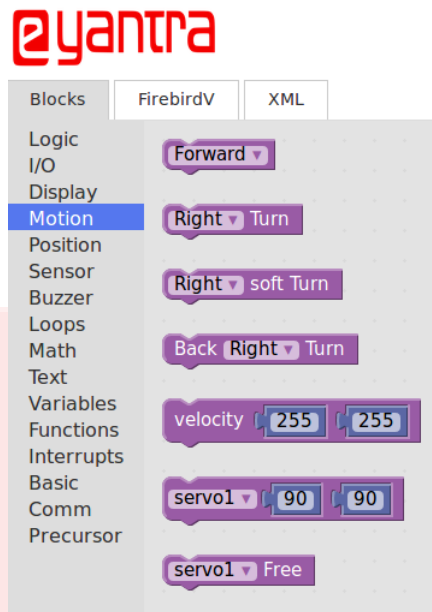 eyantra
Blocks FirebirdV XML
Logic
I/O
Display
Motion
Position
Sensor
Buzzer
Loops
Math
Text
Variables
Functions
Interrupts
Basic
Comm
Precursor
Forward
Right Turn
Right soft Turn
Back Right Turn
velocity 255 255
servo1 90 90
servo1 Free